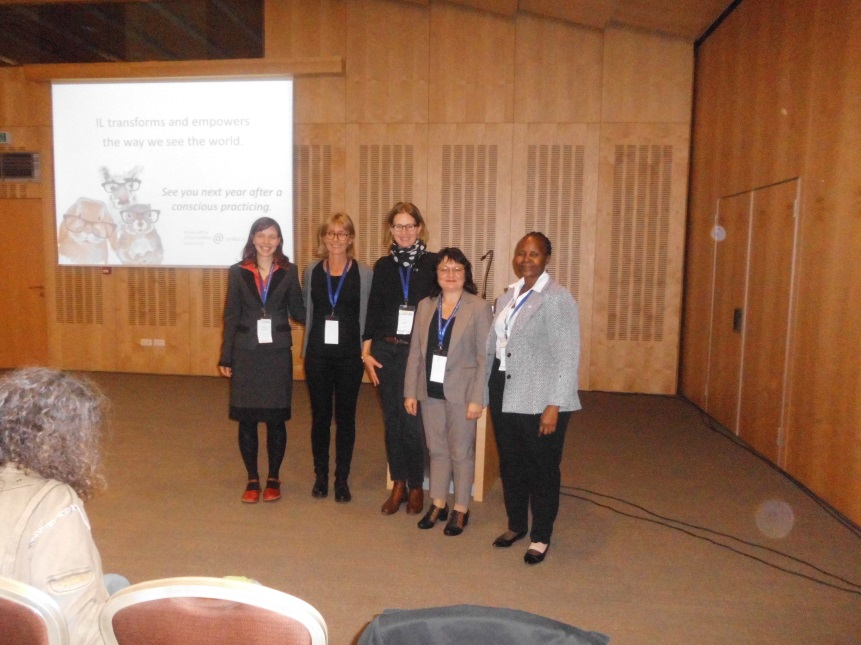 IL transforms and empowers
the way we see the world.
See you next year after a
conscious practicing.
@